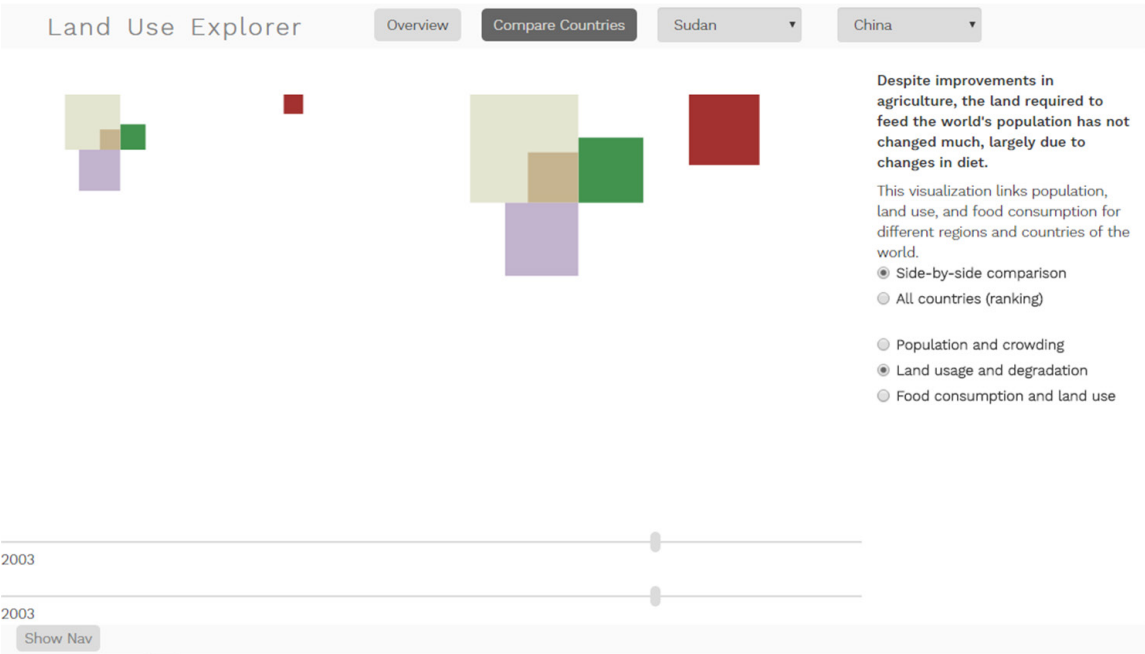 Land Use Explorer
Overview
Compare Countries
Sudan
China
Despite improvements in
agriculture, the land required to
feed the world's population has not
changed much, largely due to
changes in diet.
This visualization links population,
land use, and food consumption for
different regions and countries of the
world.
Side-by-side comparison
All countries (ranking)
Population and crowding
Land usage and degradation
Food consumption and land use
2003
2003
Show Nav